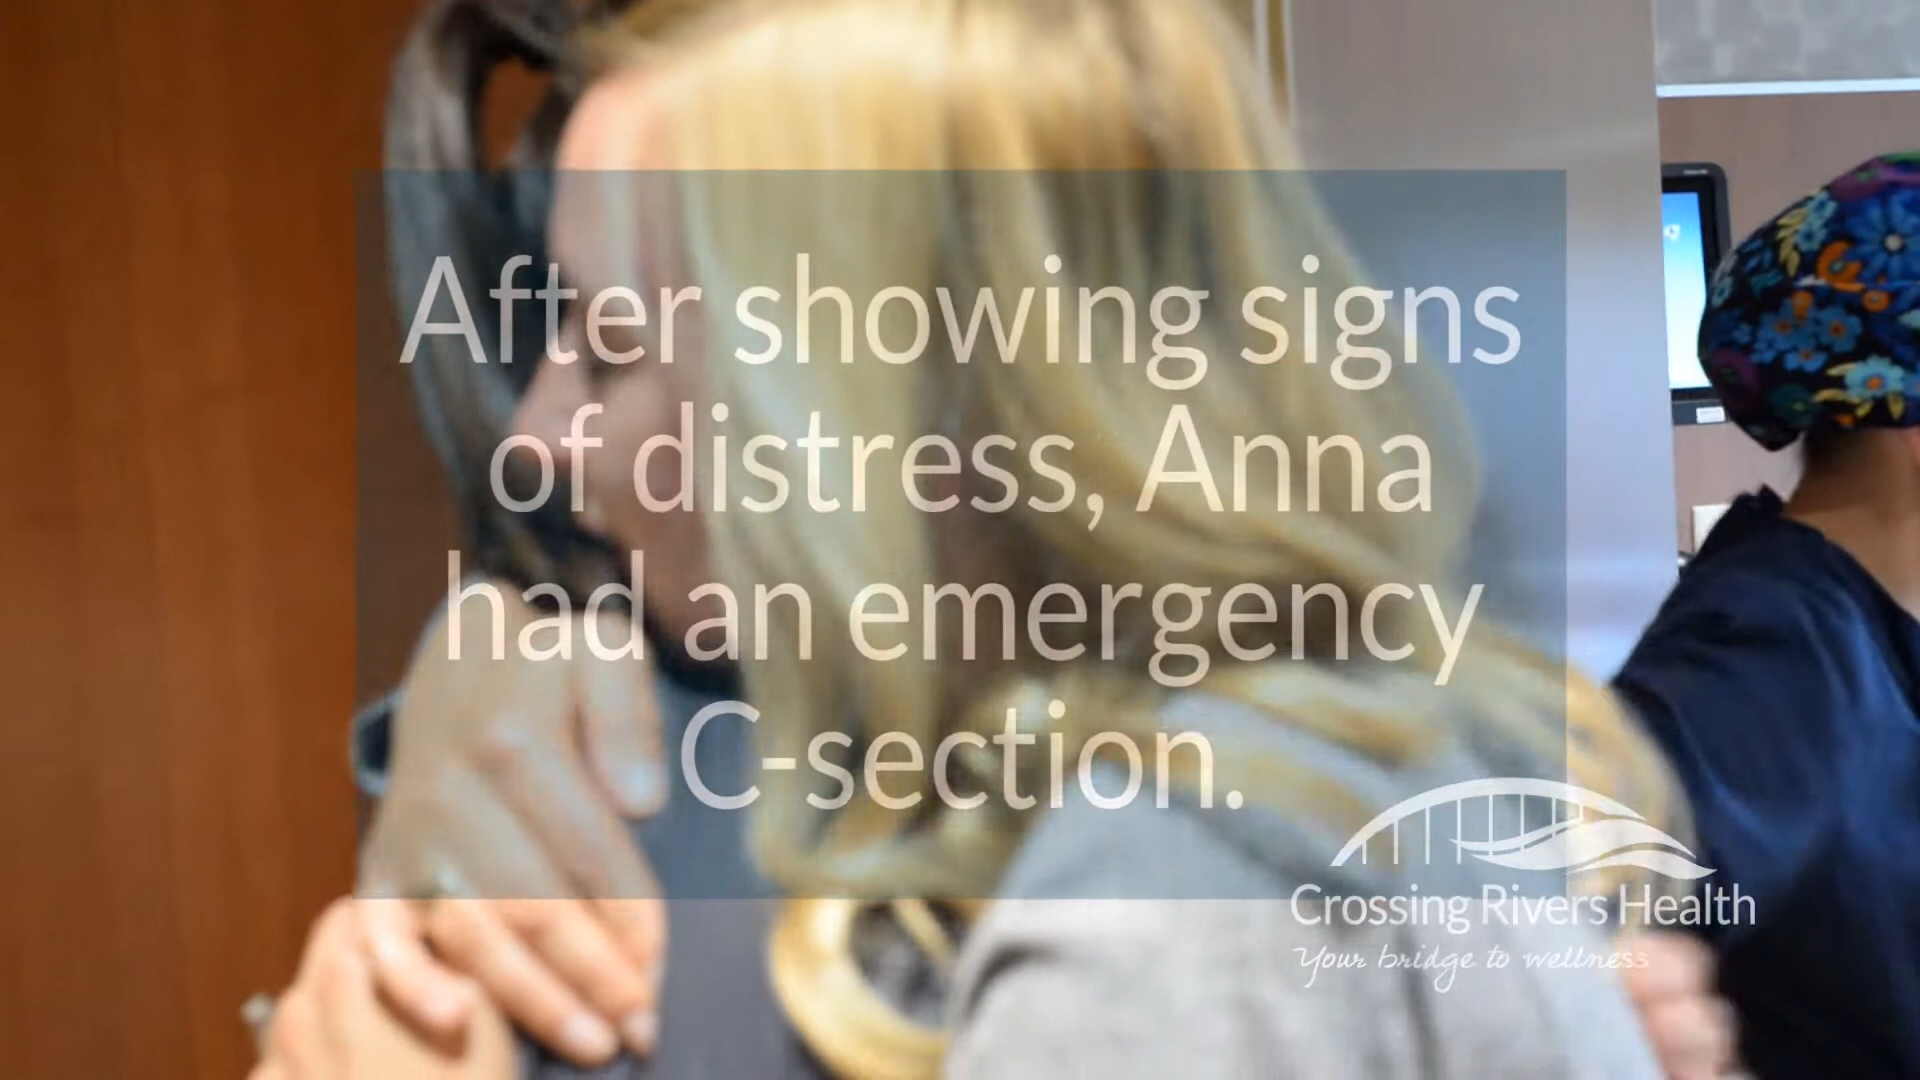 After showing signs
of distress, Anna
had an emergency
C-section.
Crossing Rivers Health
Your bridge to wellness